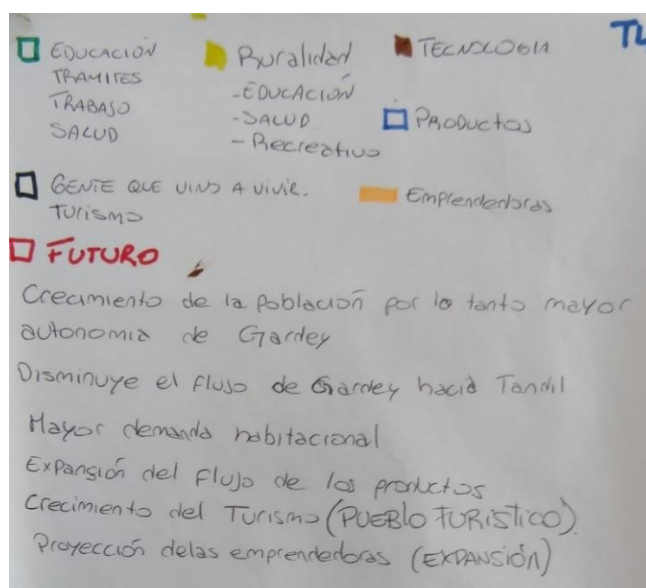 TU
EDUCACIÓN
TRAMITES
TRABAJO
SALUD
Ruralidad
-EDUCACIÓN
-SALUD
- Recreativo
TECNOLOGIA
PRODUCTOS
GENTE QUE VINO A VIVIR.
TURISMO
Emprendedoras
FUTURO
Crecimiento de la Población por lo tanto mayor
autonomia de Gardey
Disminuye el flujo de Gardey hacia Tandil
Mayor demanda habitacional
Expansión del flujo de los productos
Crecimiento del Turismo (PUEBLO TURISTICO).
Proyección delas emprendedoras (EXPANSIÓN)